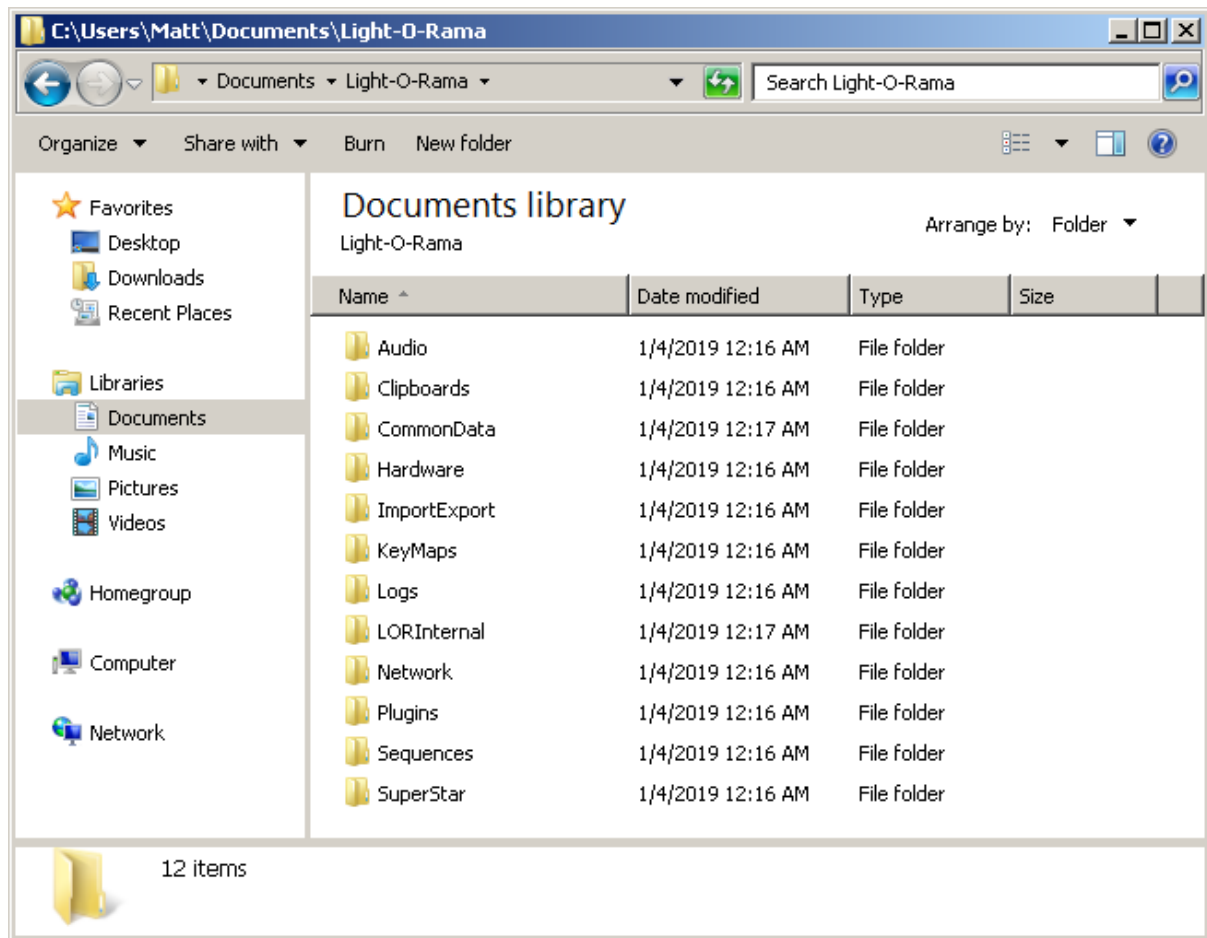 C:\Users\Matt\Documents\Light-O-Rama
Documents Light-O-Rama
Search Light-O-Rama
Organize Share with Burn New folder
Favorites
Desktop
Downloads
Recent Places
Libraries
Documents
Music
Pictures
Videos
Homegroup
Computer
Network
Documents library
Light-O-Rama
Arrange by: Folder
Name Date modified Type Size
Audio 1/4/2019 12:16 AM File folder
Clipboards 1/4/2019 12:16 AM File folder
CommonData 1/4/2019 12:17 AM File folder
Hardware 1/4/2019 12:16 AM File folder
ImportExport 1/4/2019 12:16 AM File folder
KeyMaps 1/4/2019 12:16 AM File folder
Logs 1/4/2019 12:16 AM File folder
LORInternal 1/4/2019 12:17 AM File folder
Network 1/4/2019 12:16 AM File folder
Plugins 1/4/2019 12:16 AM File folder
Sequences 1/4/2019 12:16 AM File folder
SuperStar 1/4/2019 12:16 AM File folder
12 items